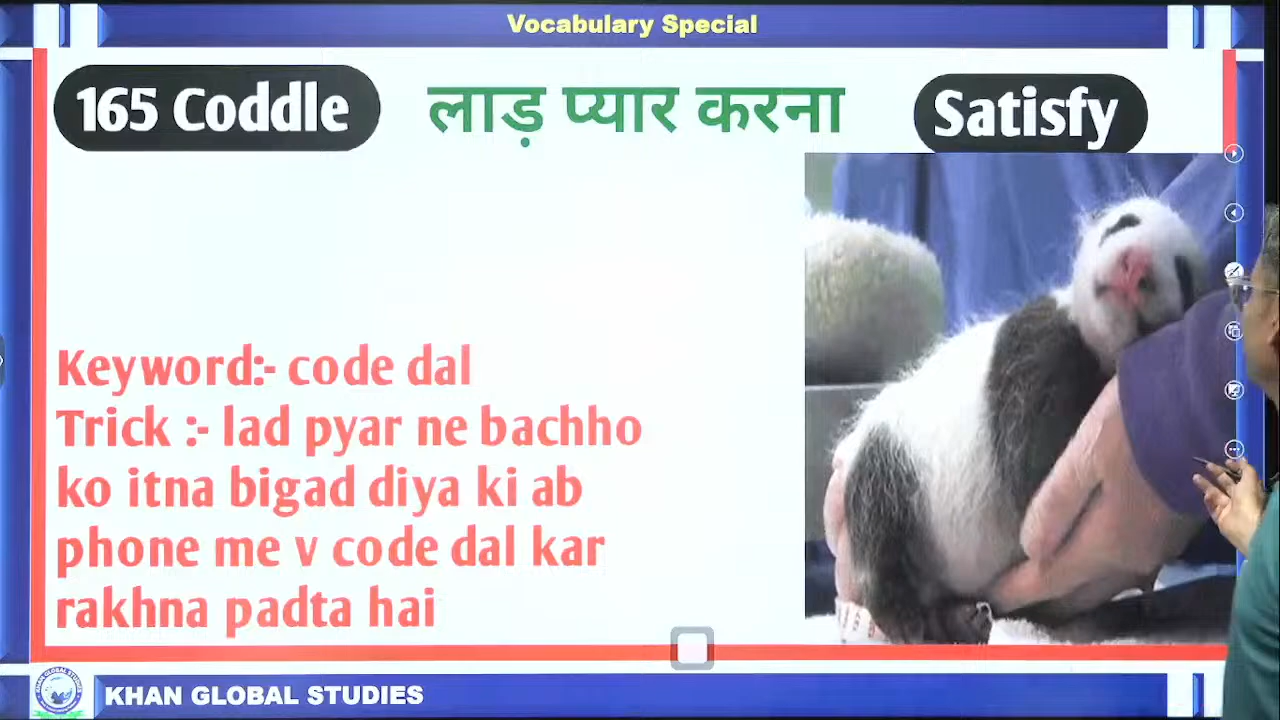 Vocabulary Special
165 Coddle
लाड़ प्यार करना
Satisfy
Keyword:- code dal
Trick :- lad pyar ne bachho
ko itna bigad diya ki ab
phone me v code dal kar
rakhna padta hai
KHAN GLOBAL STUDIES